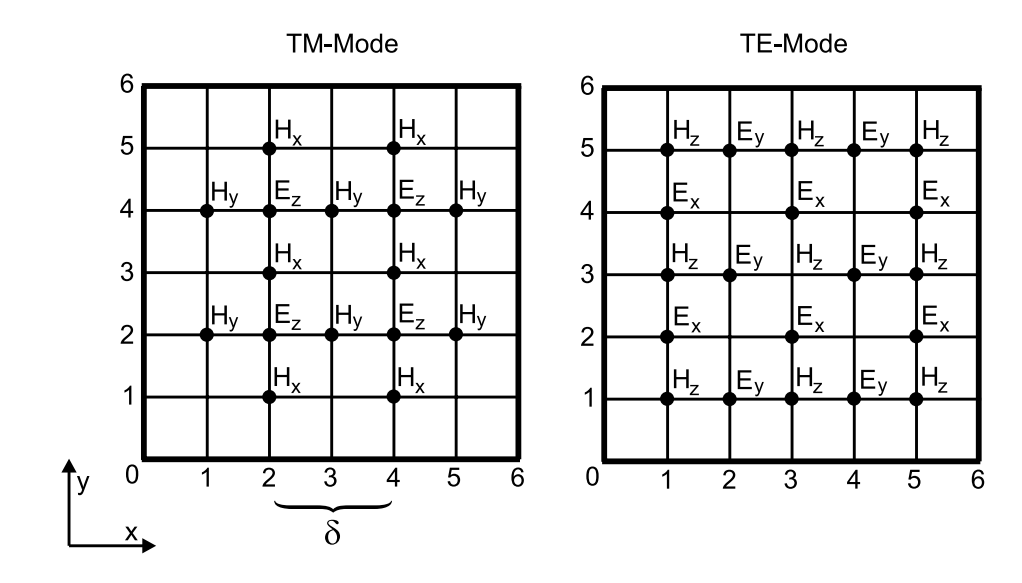 TM-Mode TE-Mode
6 6
5 H_x H_x 5 H_z E_y H_z E_y H_z
4 H_y E_z H_y E_z H_y 4 E_x E_x E_x
3 H_x H_x 3 H_z E_y H_z E_y H_z
2 H_y E_z H_y E_z H_y 2 E_x E_x E_x
1 H_x H_x 1 H_z E_y H_z E_y H_z
0 1 2 3 4 5 6 0 1 2 3 4 5 6
y
x δ